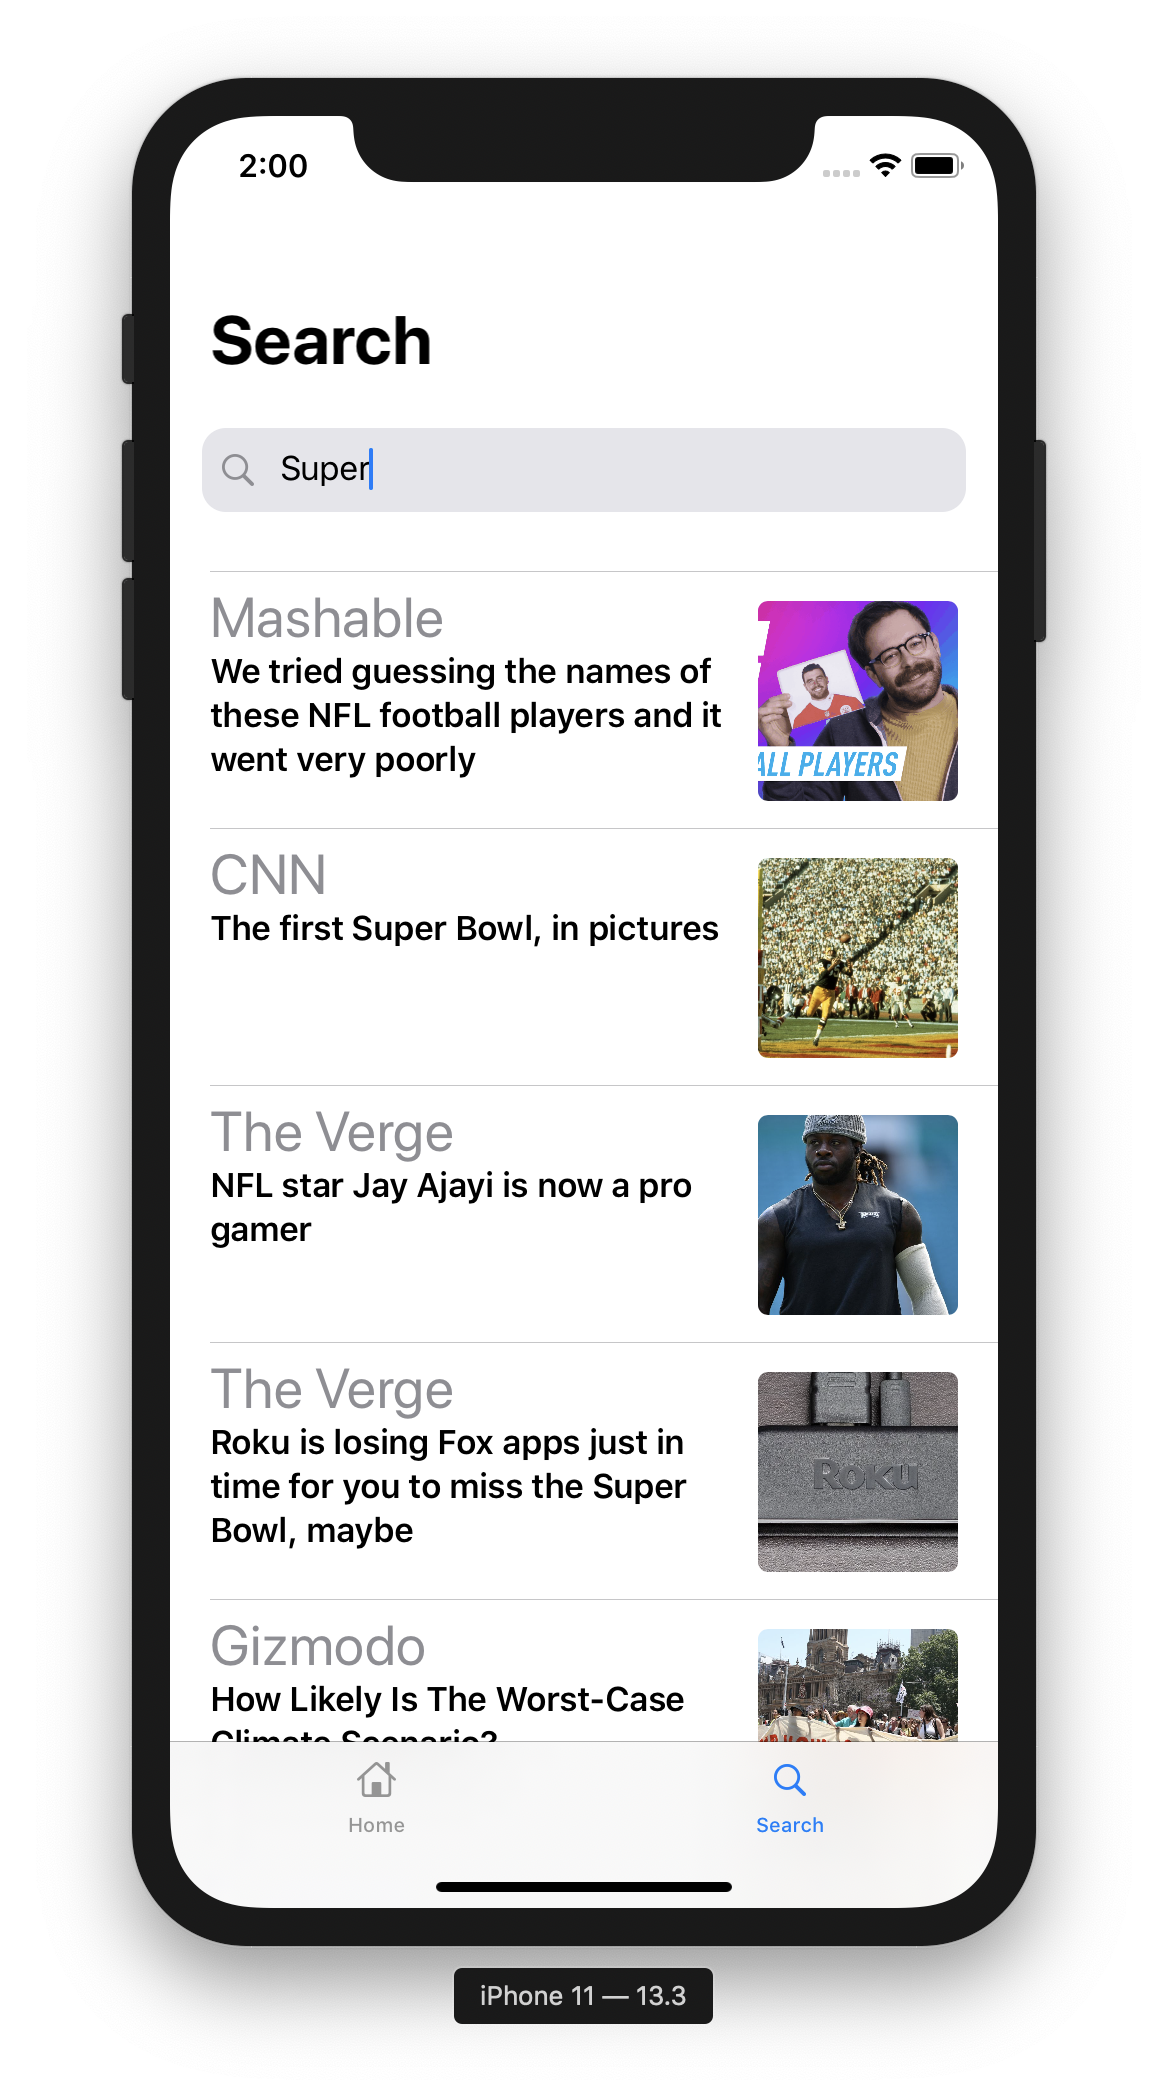 2:00
Search
Super
Mashable
We tried guessing the names of
these NFL football players and it
went very poorly
ALL PLAYERS
CNN
The first Super Bowl, in pictures
The Verge
NFL star Jay Ajayi is now a pro
gamer
The Verge
Roku is losing Fox apps just in
time for you to miss the Super
Bowl, maybe
Roku
Gizmodo
How Likely Is The Worst-Case
Climate Scenario?
Home
Search
iPhone 11 — 13.3